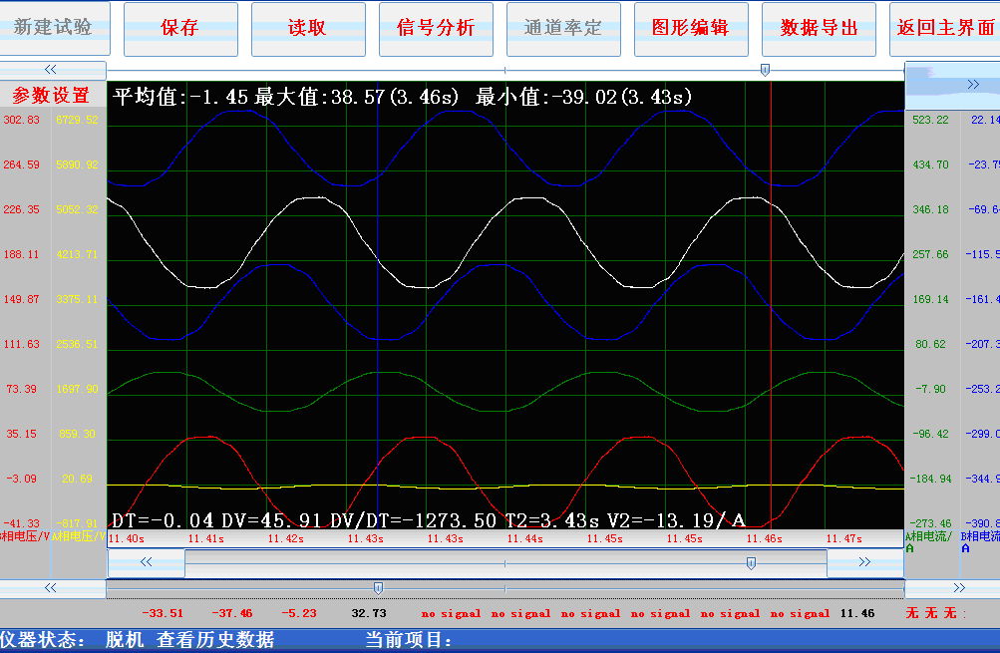 新建试验 保存 读取 信号分析 通道率定 图形编辑 数据导出 返回主界面
<< >>
参数设置 平均值:-1.45 最大值:38.57(3.46s) 最小值:-39.02(3.43s)
302.83 6729.52 523.22 22.14
264.59 5890.92 434.70 -23.75
226.35 5052.32 346.18 -69.64
188.11 4213.71 257.66 -115.5
149.87 3375.11 169.14 -161.4
111.63 2536.51 80.62 -207.3
73.39 1697.90 -7.90 -253.2
35.15 859.30 -96.42 -299.0
-3.09 20.69 -184.94 -344.9
-41.33 -817.91 DT=-0.04 DV=45.91 DV/DT=-1273.50 T2=3.43s V2=-13.19/ A -273.46 -390.8
B相电压/V A相电压/V 11.40s 11.41s 11.42s 11.43s 11.43s 11.44s 11.45s 11.45s 11.46s 11.47s A相电流/A B相电流A
<< >>
<< >>
-33.51 -37.46 -5.23 32.73 no signal no signal no signal no signal no signal no signal 11.46 无 无 无 :
仪器状态: 脱机 查看历史数据 当前项目: